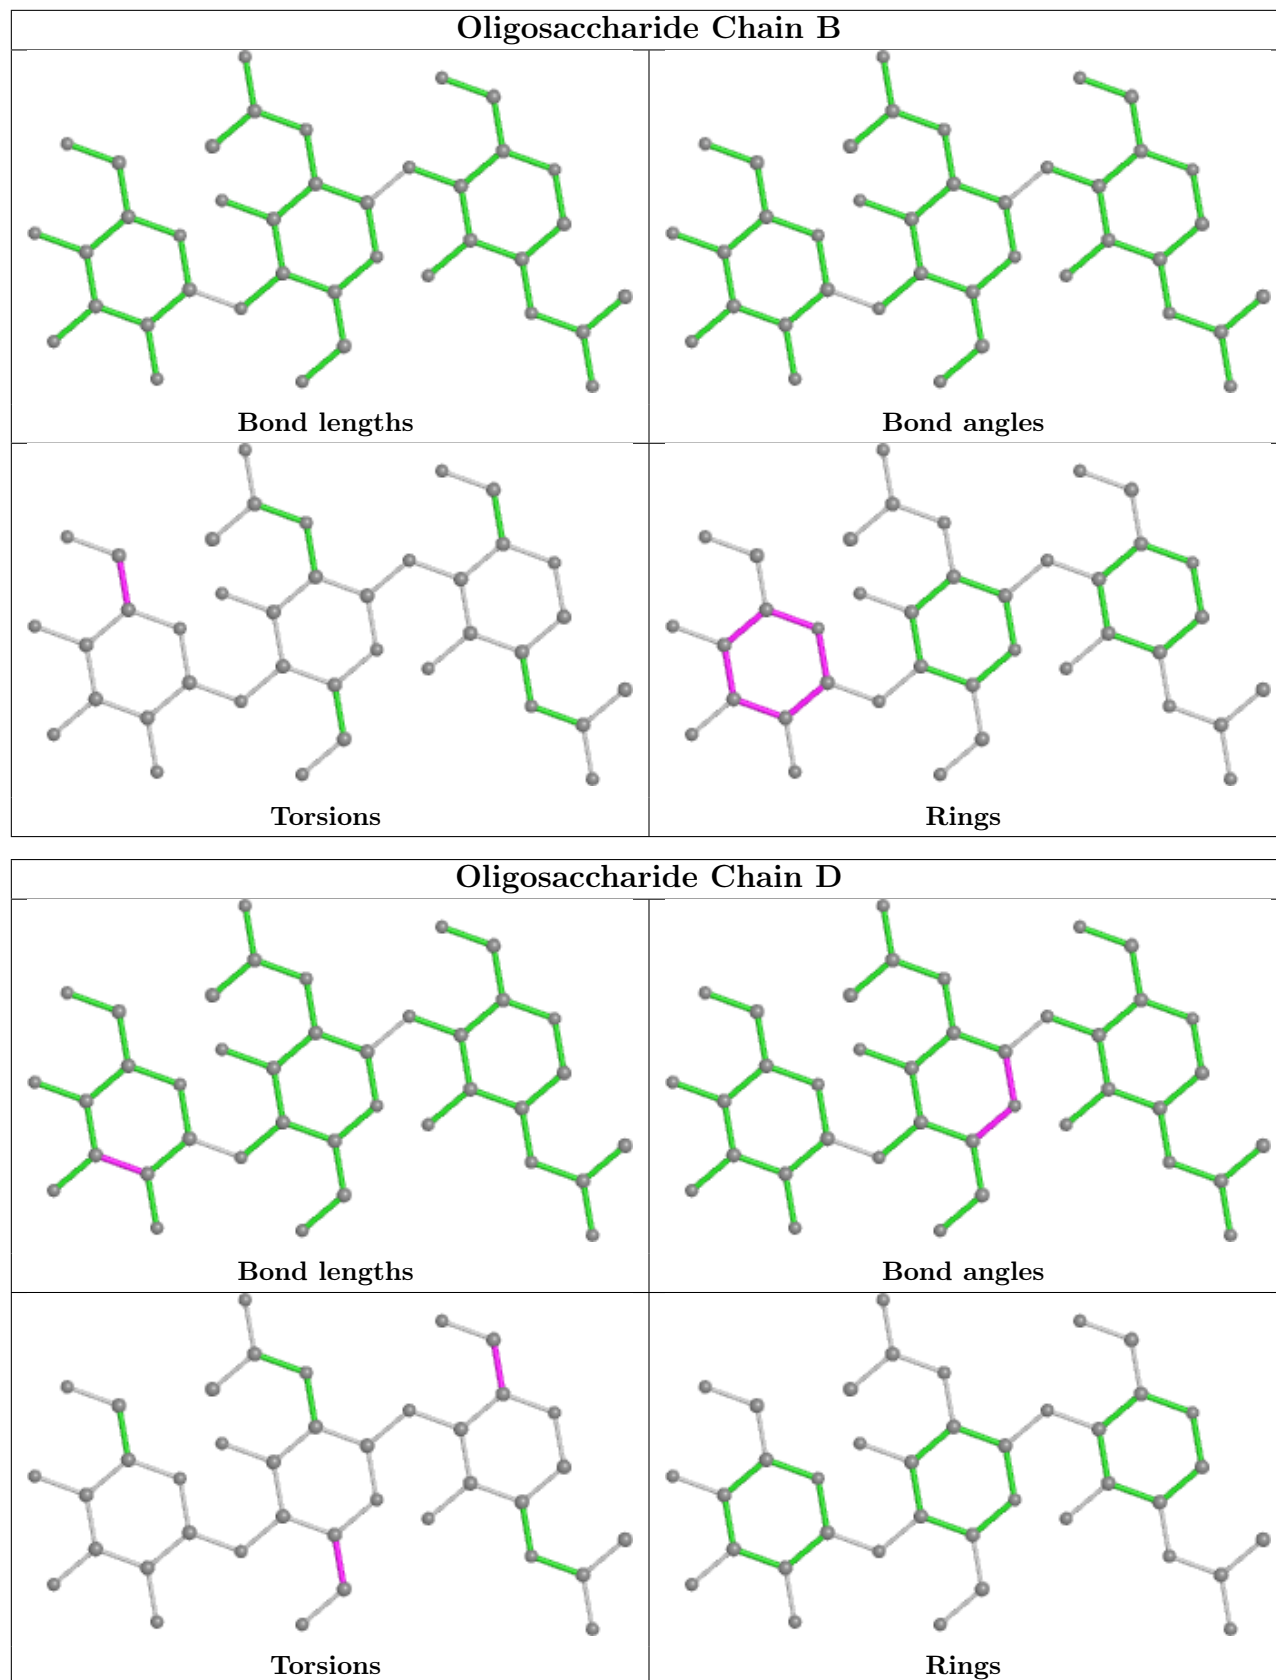 Oligosaccharide Chain B
Bond lengths
Bond angles
Torsions
Rings
Oligosaccharide Chain D
Bond lengths
Bond angles
Torsions
Rings